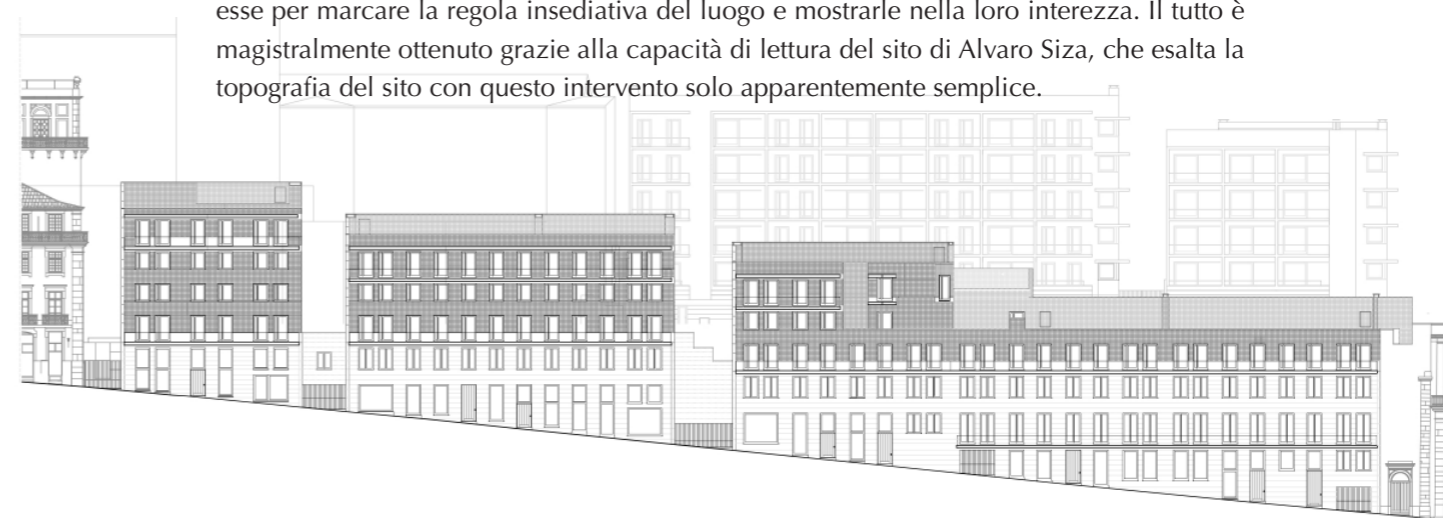 esse per marcare la regola insediativa del luogo e mostrarle nella loro interezza. Il tutto è
magistralmente ottenuto grazie alla capacità di lettura del sito di Alvaro Siza, che esalta la
topografia del sito con questo intervento solo apparentemente semplice.